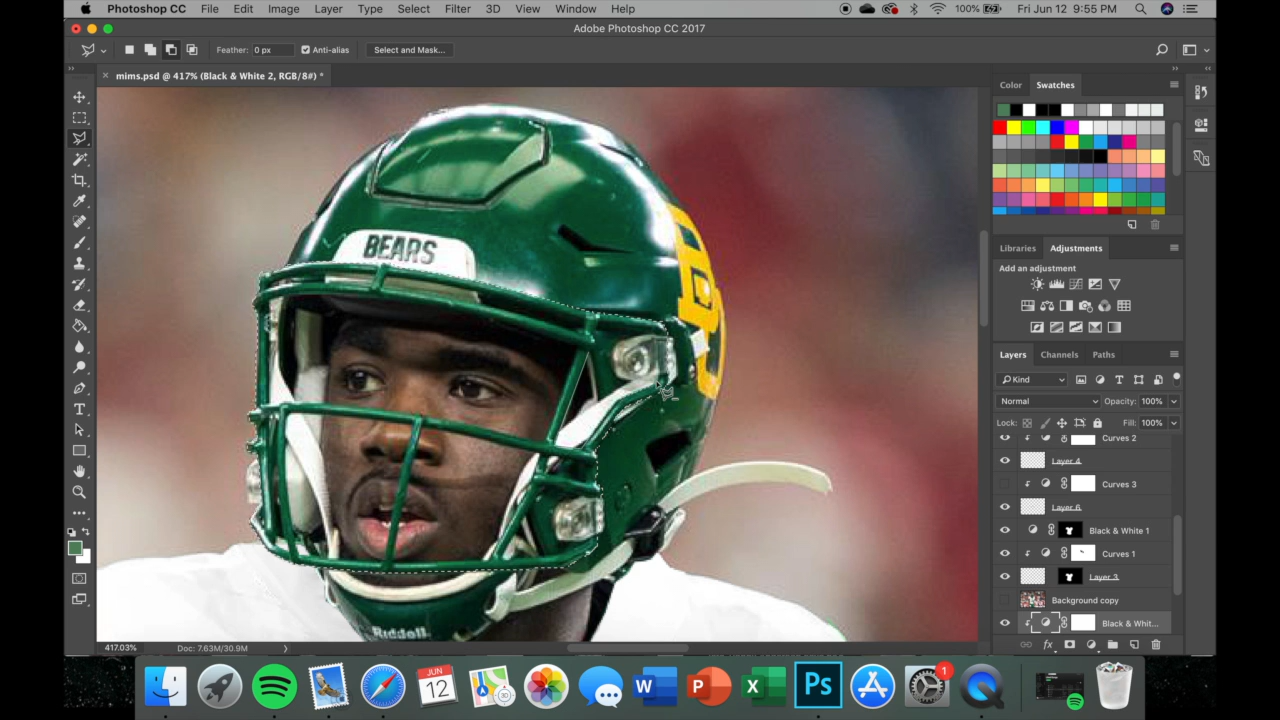 Photoshop CC File Edit Image Layer Type Select Filter 3D View Window Help 100% Fri Jun 12 9:55 PM
Adobe Photoshop CC 2017
Feather: 0 px Anti-alias Select and Mask...
mims.psd @ 417% (Black & White 2, RGB/8#) *
Color Swatches
BEARS
Riddell
Libraries Adjustments
Add an adjustment
Layers Channels Paths
Kind
Normal Opacity: 100%
Lock: Fill: 100%
Curves 2
Layer 4
Curves 3
Layer 6
Black & White 1
Curves 1
Layer 3
Background copy
Black & Whit...
417.03% Doc: 7.63M/30.9M
JUN
12
3D
W
P
X
Ps
1